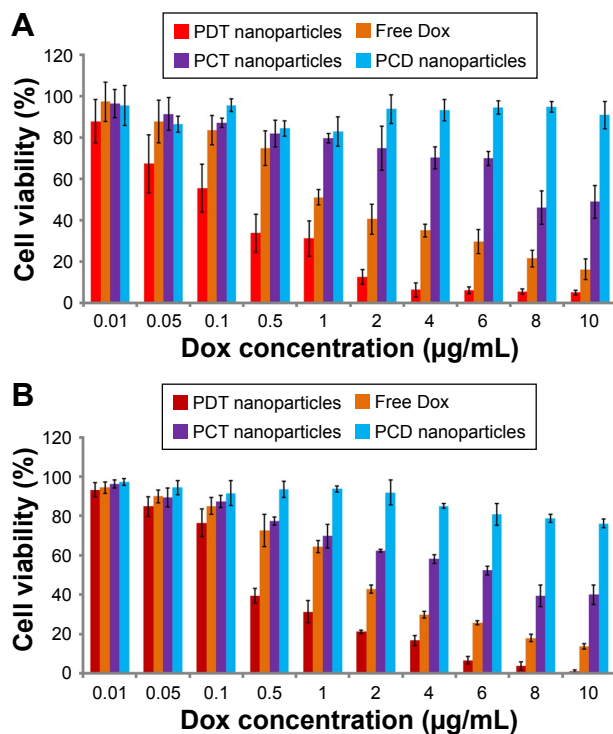 A
PDT nanoparticles Free Dox
PCT nanoparticles PCD nanoparticles
Cell viability (%)
120
100
80
60
40
20
0
0.01 0.05 0.1 0.5 1 2 4 6 8 10
Dox concentration (µg/mL)
B
PDT nanoparticles Free Dox
PCT nanoparticles PCD nanoparticles
Cell viability (%)
120
100
80
60
40
20
0
0.01 0.05 0.1 0.5 1 2 4 6 8 10
Dox concentration (µg/mL)